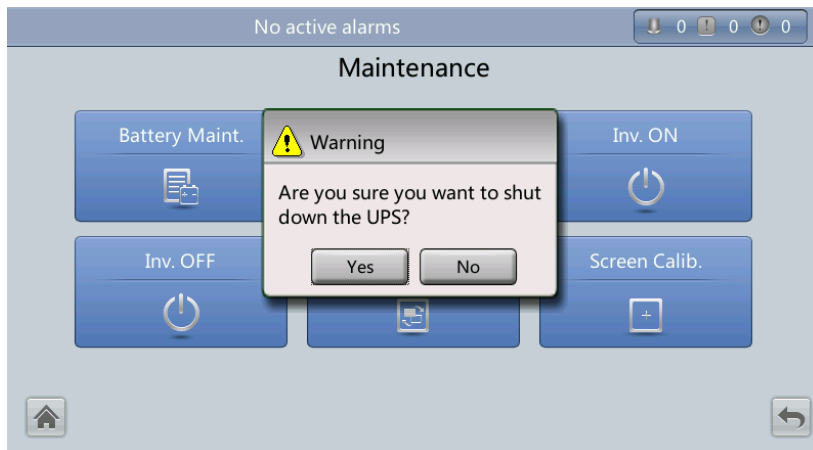 No active alarms
0 0 0
Maintenance
Battery Maint.
Inv. ON
Warning
Are you sure you want to shut
down the UPS?
Yes No
Inv. OFF
Screen Calib.